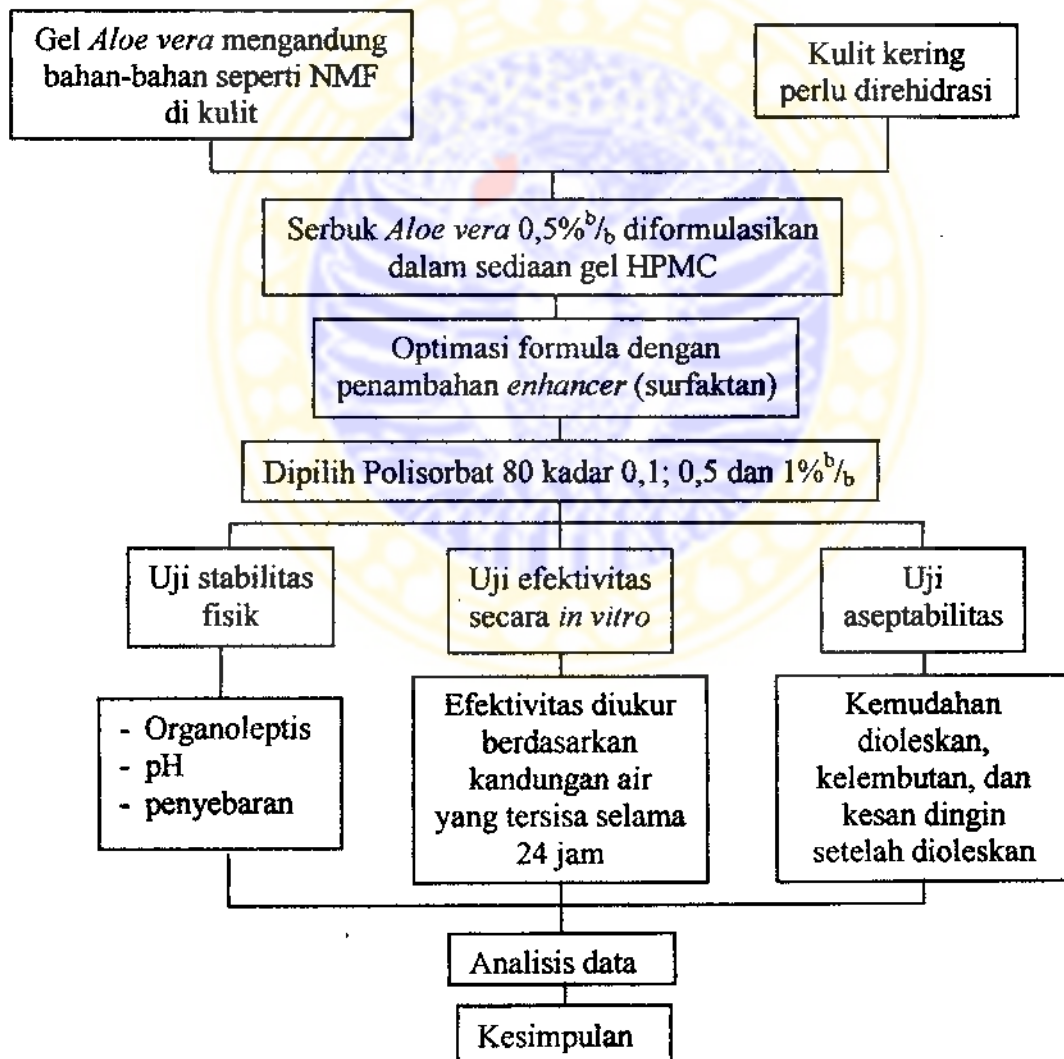 Gel Aloe vera mengandung
bahan-bahan seperti NMF
di kulit
Kulit kering
perlu direhidrasi
Serbuk Aloe vera 0,5%ᵇ/b diformulasikan
dalam sediaan gel HPMC
Optimasi formula dengan
penambahan enhancer (surfaktan)
Dipilih Polisorbat 80 kadar 0,1; 0,5 dan 1%ᵇ/b
Uji stabilitas
fisik
Uji efektivitas
secara in vitro
Uji
aseptabilitas
- Organoleptis
- pH
- penyebaran
Efektivitas diukur
berdasarkan
kandungan air
yang tersisa selama
24 jam
Kemudahan
dioleskan,
kelembutan, dan
kesan dingin
setelah dioleskan
Analisis data
Kesimpulan